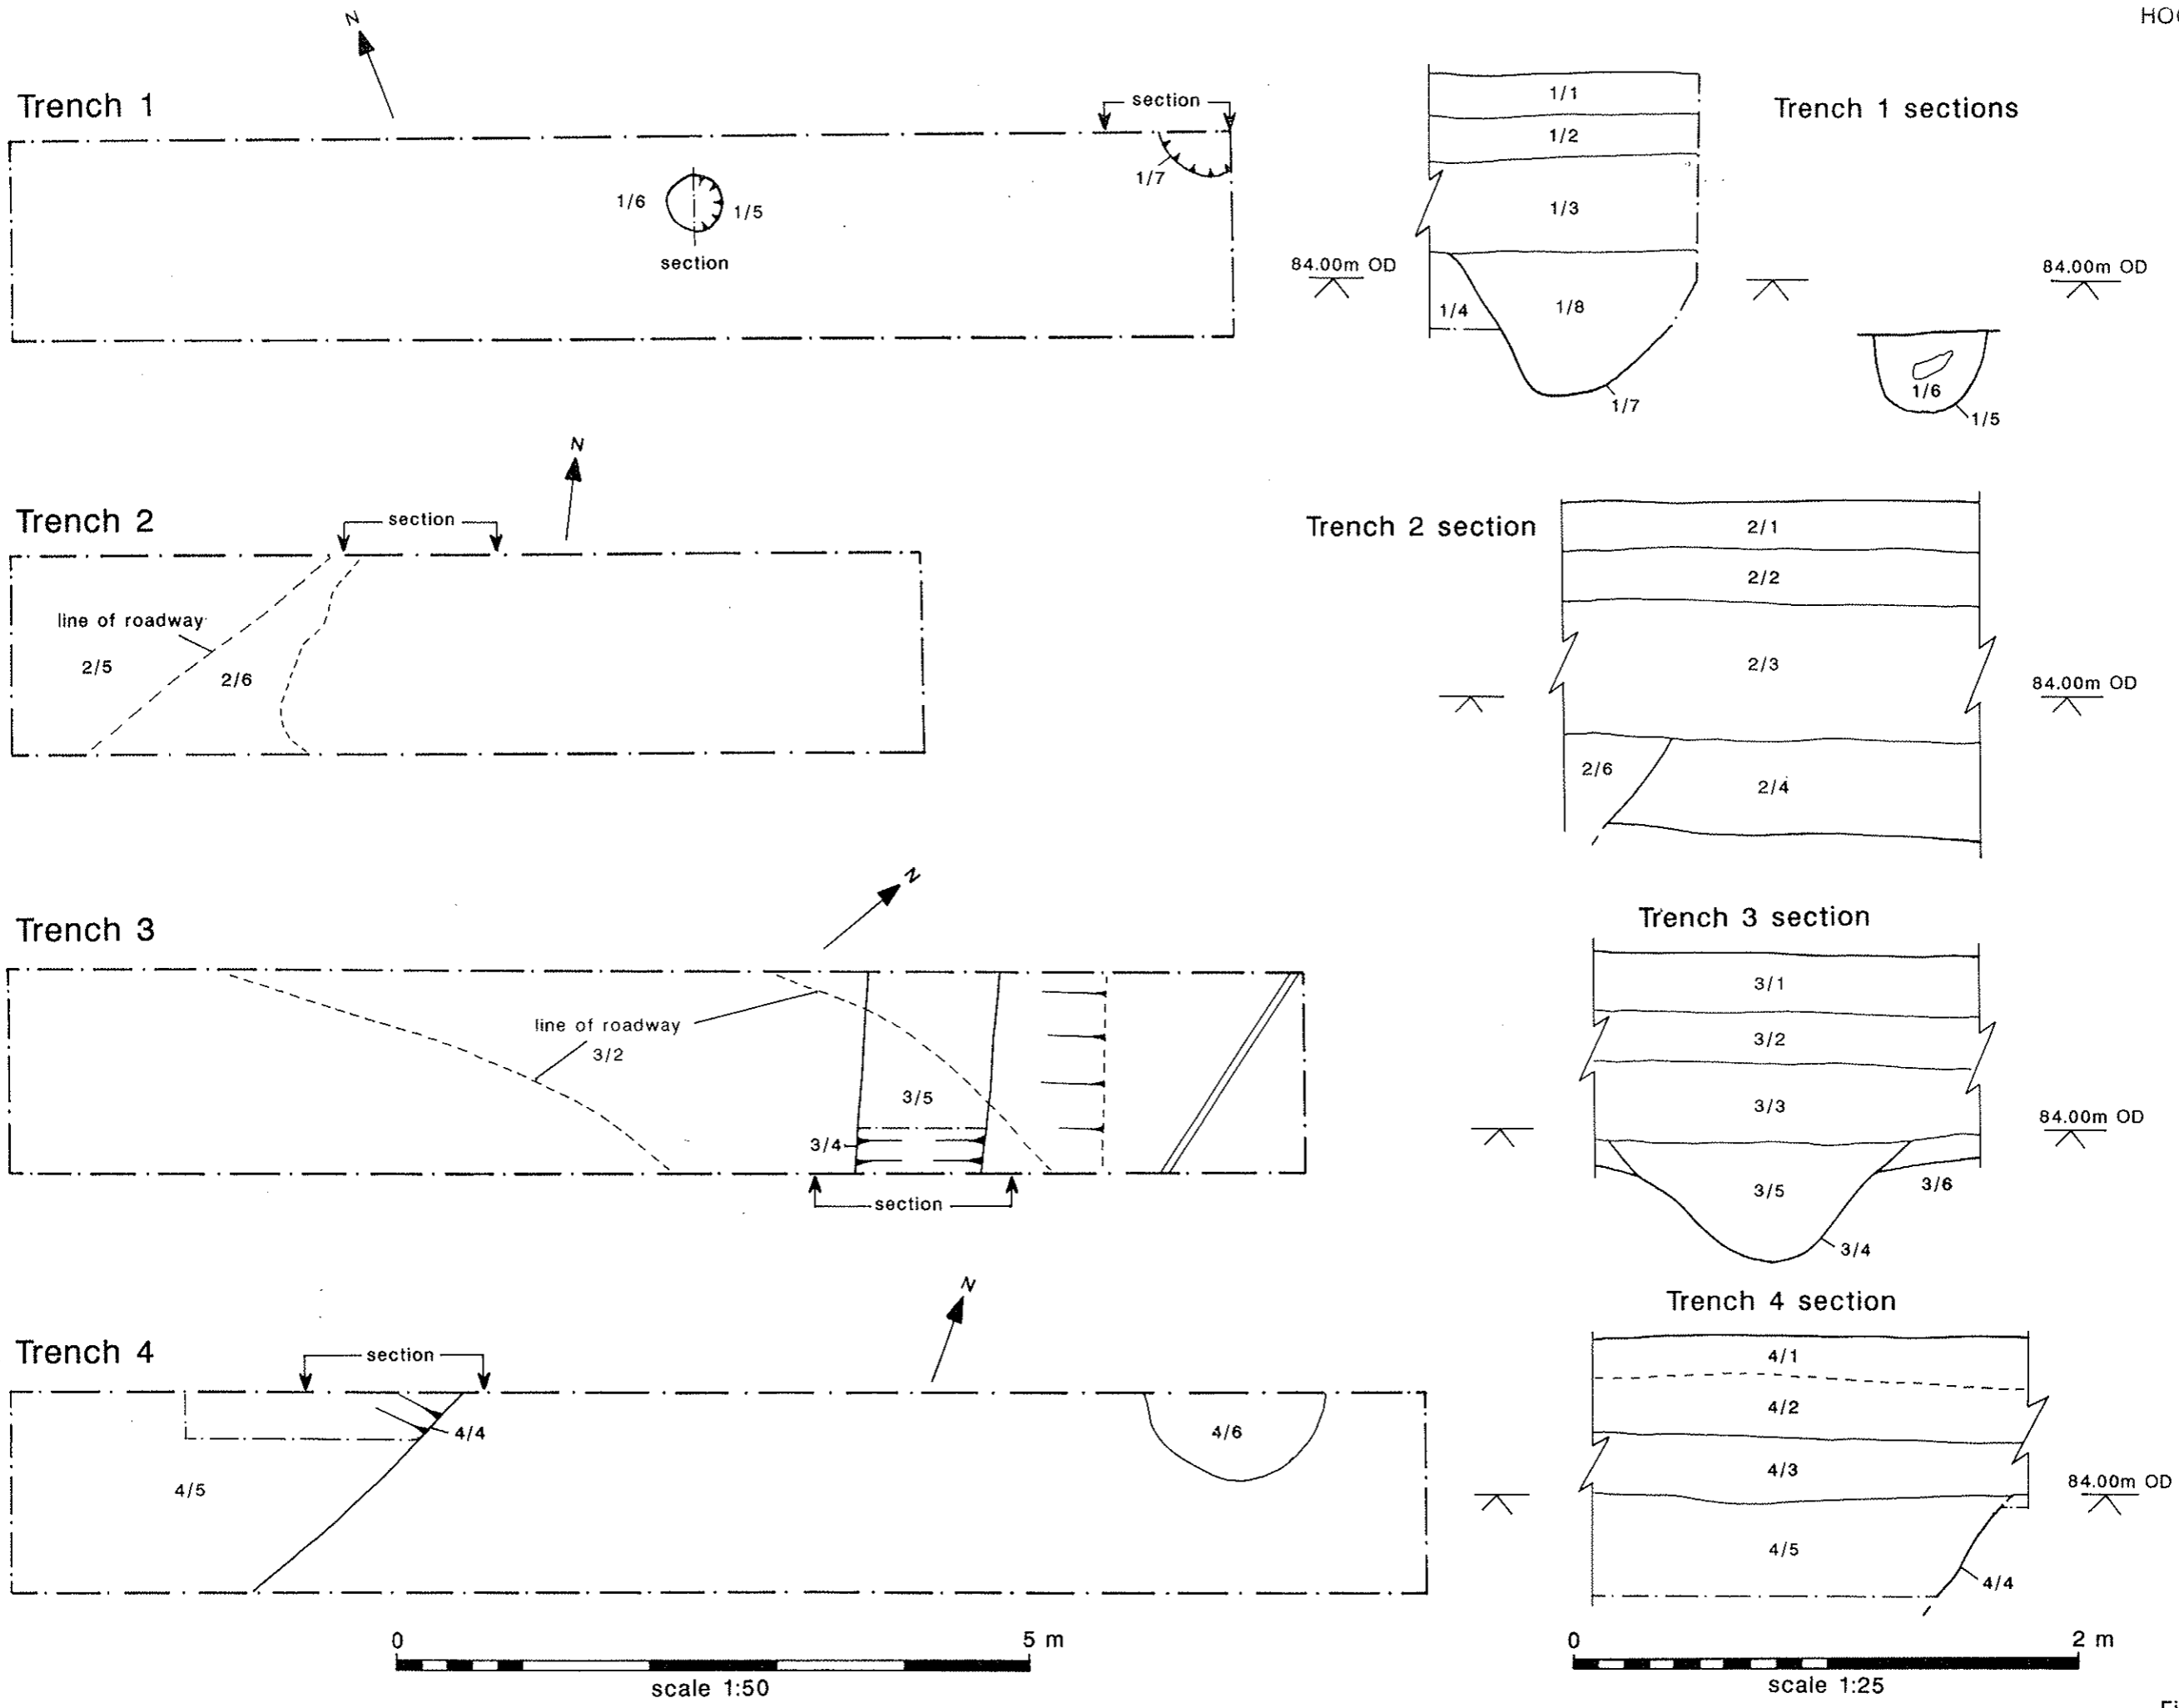 HO
N
Trench 1
section
1/6
1/5
section
1/7
Trench 1 sections
1/1
1/2
1/3
84.00m OD
1/4
1/8
1/7
84.00m OD
1/6
1/5
N
Trench 2
section
line of roadway
2/5
2/6
Trench 2 section
2/1
2/2
2/3
84.00m OD
2/6
2/4
N
Trench 3
line of roadway
3/2
3/5
3/4
section
Trench 3 section
3/1
3/2
3/3
84.00m OD
3/5
3/6
3/4
N
Trench 4
section
4/4
4/5
4/6
Trench 4 section
4/1
4/2
4/3
84.00m OD
4/5
4/4
0 5 m
scale 1:50
0 2 m
scale 1:25